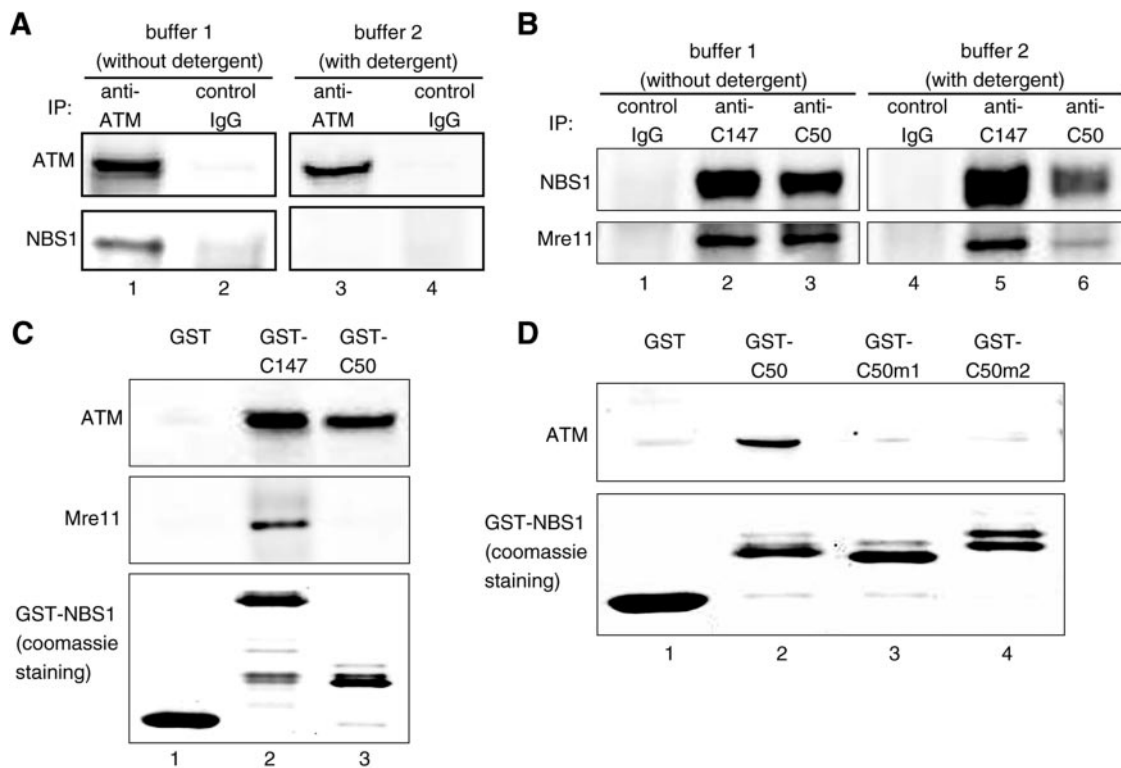 A
buffer 1 buffer 2
(without detergent) (with detergent)
IP: anti-ATM control IgG anti-ATM control IgG
ATM
NBS1
1 2 3 4
B
buffer 1 buffer 2
(without detergent) (with detergent)
IP: control IgG anti-C147 anti-C50 control IgG anti-C147 anti-C50
NBS1
Mre11
1 2 3 4 5 6
C
GST GST-C147 GST-C50
ATM
Mre11
GST-NBS1
(coomassie
staining)
1 2 3
D
GST GST-C50 GST-C50m1 GST-C50m2
ATM
GST-NBS1
(coomassie
staining)
1 2 3 4